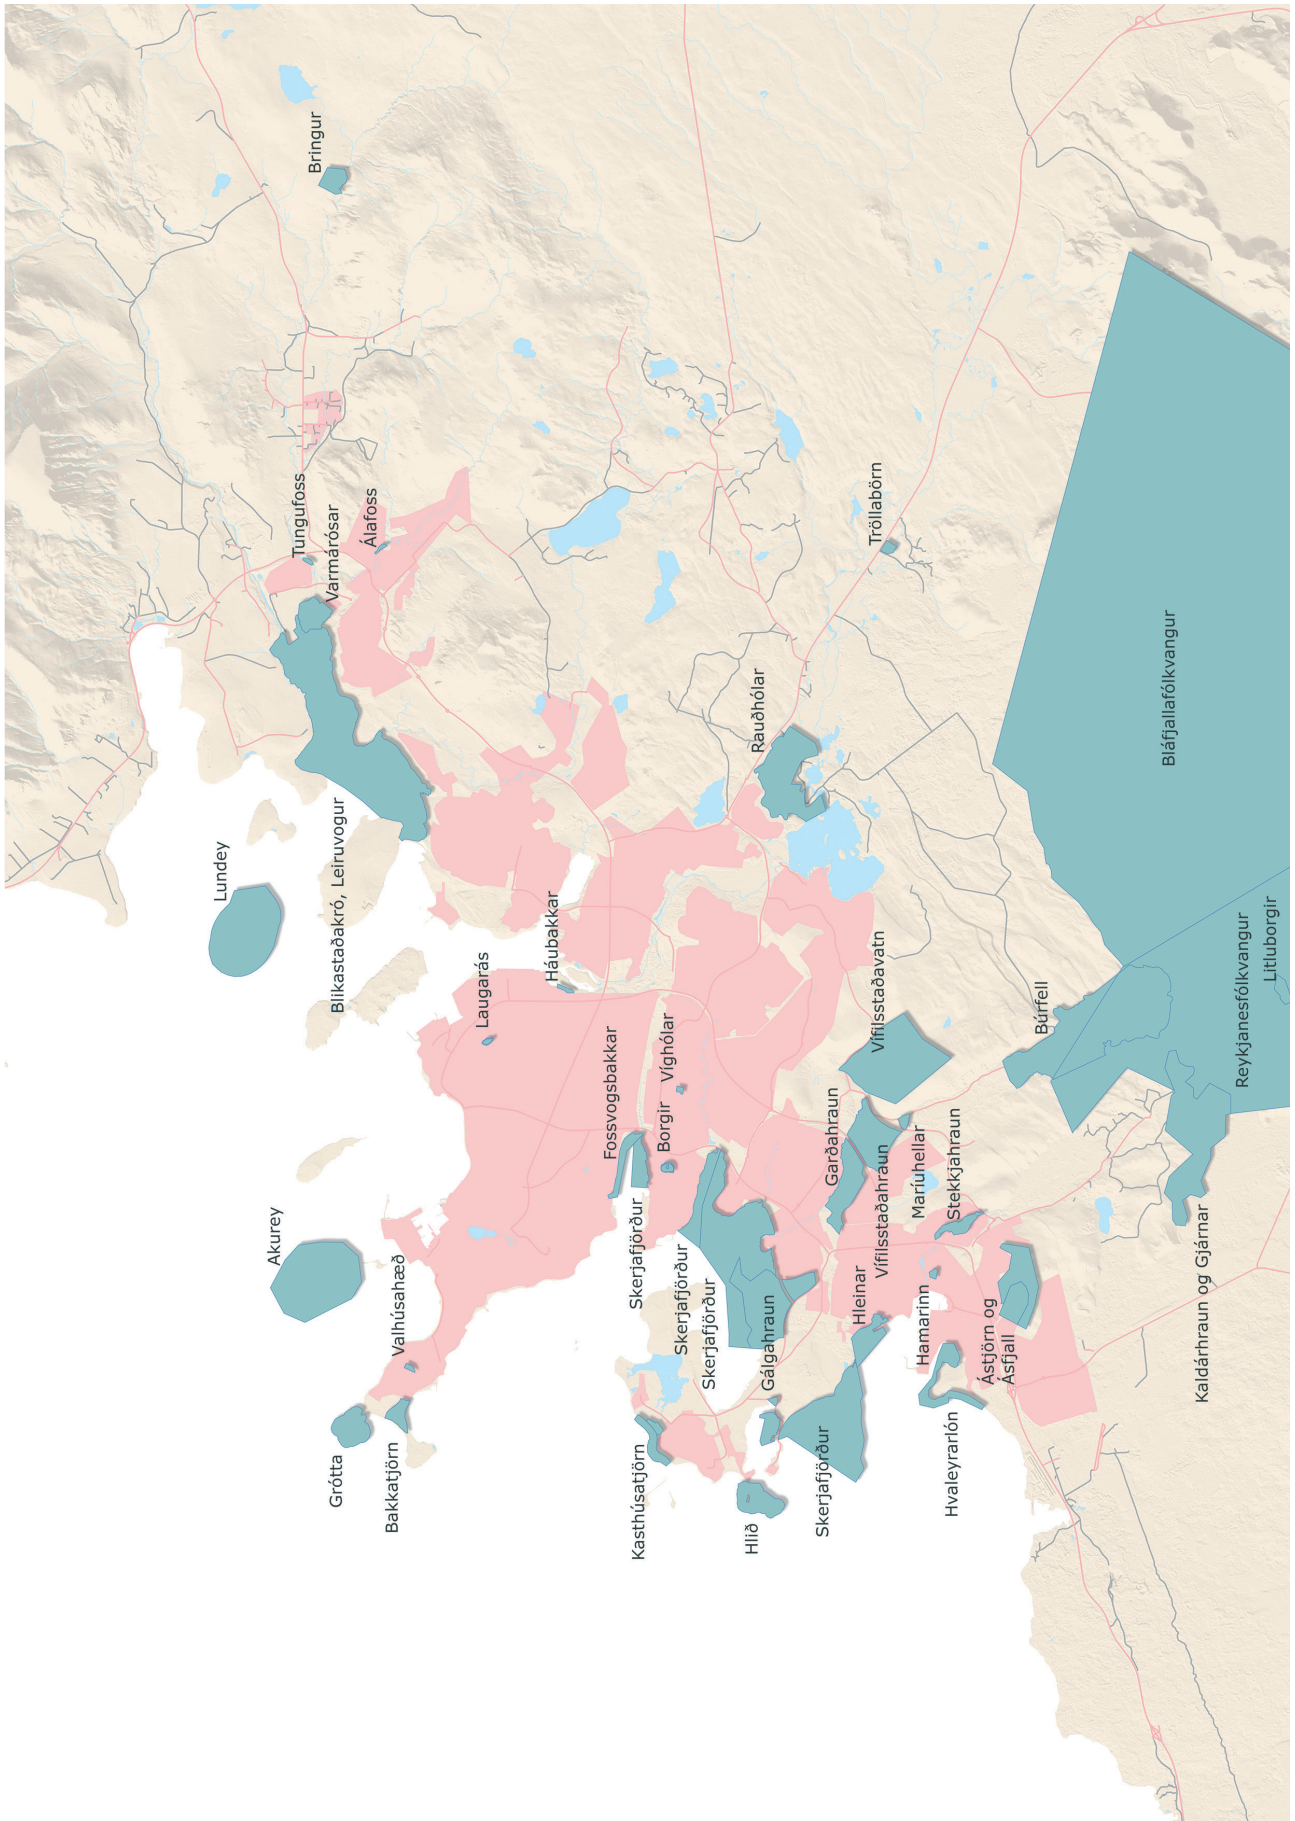 Bringur
Tungufoss
Varmárósar
Álafoss
Tröllabörn
Bláfjallafólkvangur
Rauðhólar
Lundey
Blikastaðakró, Leiruvogur
Háubakkar
Laugarás
Vífilsstaðavatn
Búrfell
Reykjanesfólkvangur
Litluborgir
Fossvogsbakkar
Víghólar
Borgir
Akurey
Valhúsahæð
Skerjafjörður
Skerjafjörður
Skerjafjörður
Garðahraun
Vífilsstaðahraun
Maríuhellar
Stekkjahraun
Gálgahraun
Hleinar
Hamarinn
Ástjörn og
Ásfjall
Kaldárhraun og Gjárnar
Grótta
Bakkatjörn
Kasthúsatjörn
Hlið
Skerjafjörður
Hvaleyrarlón